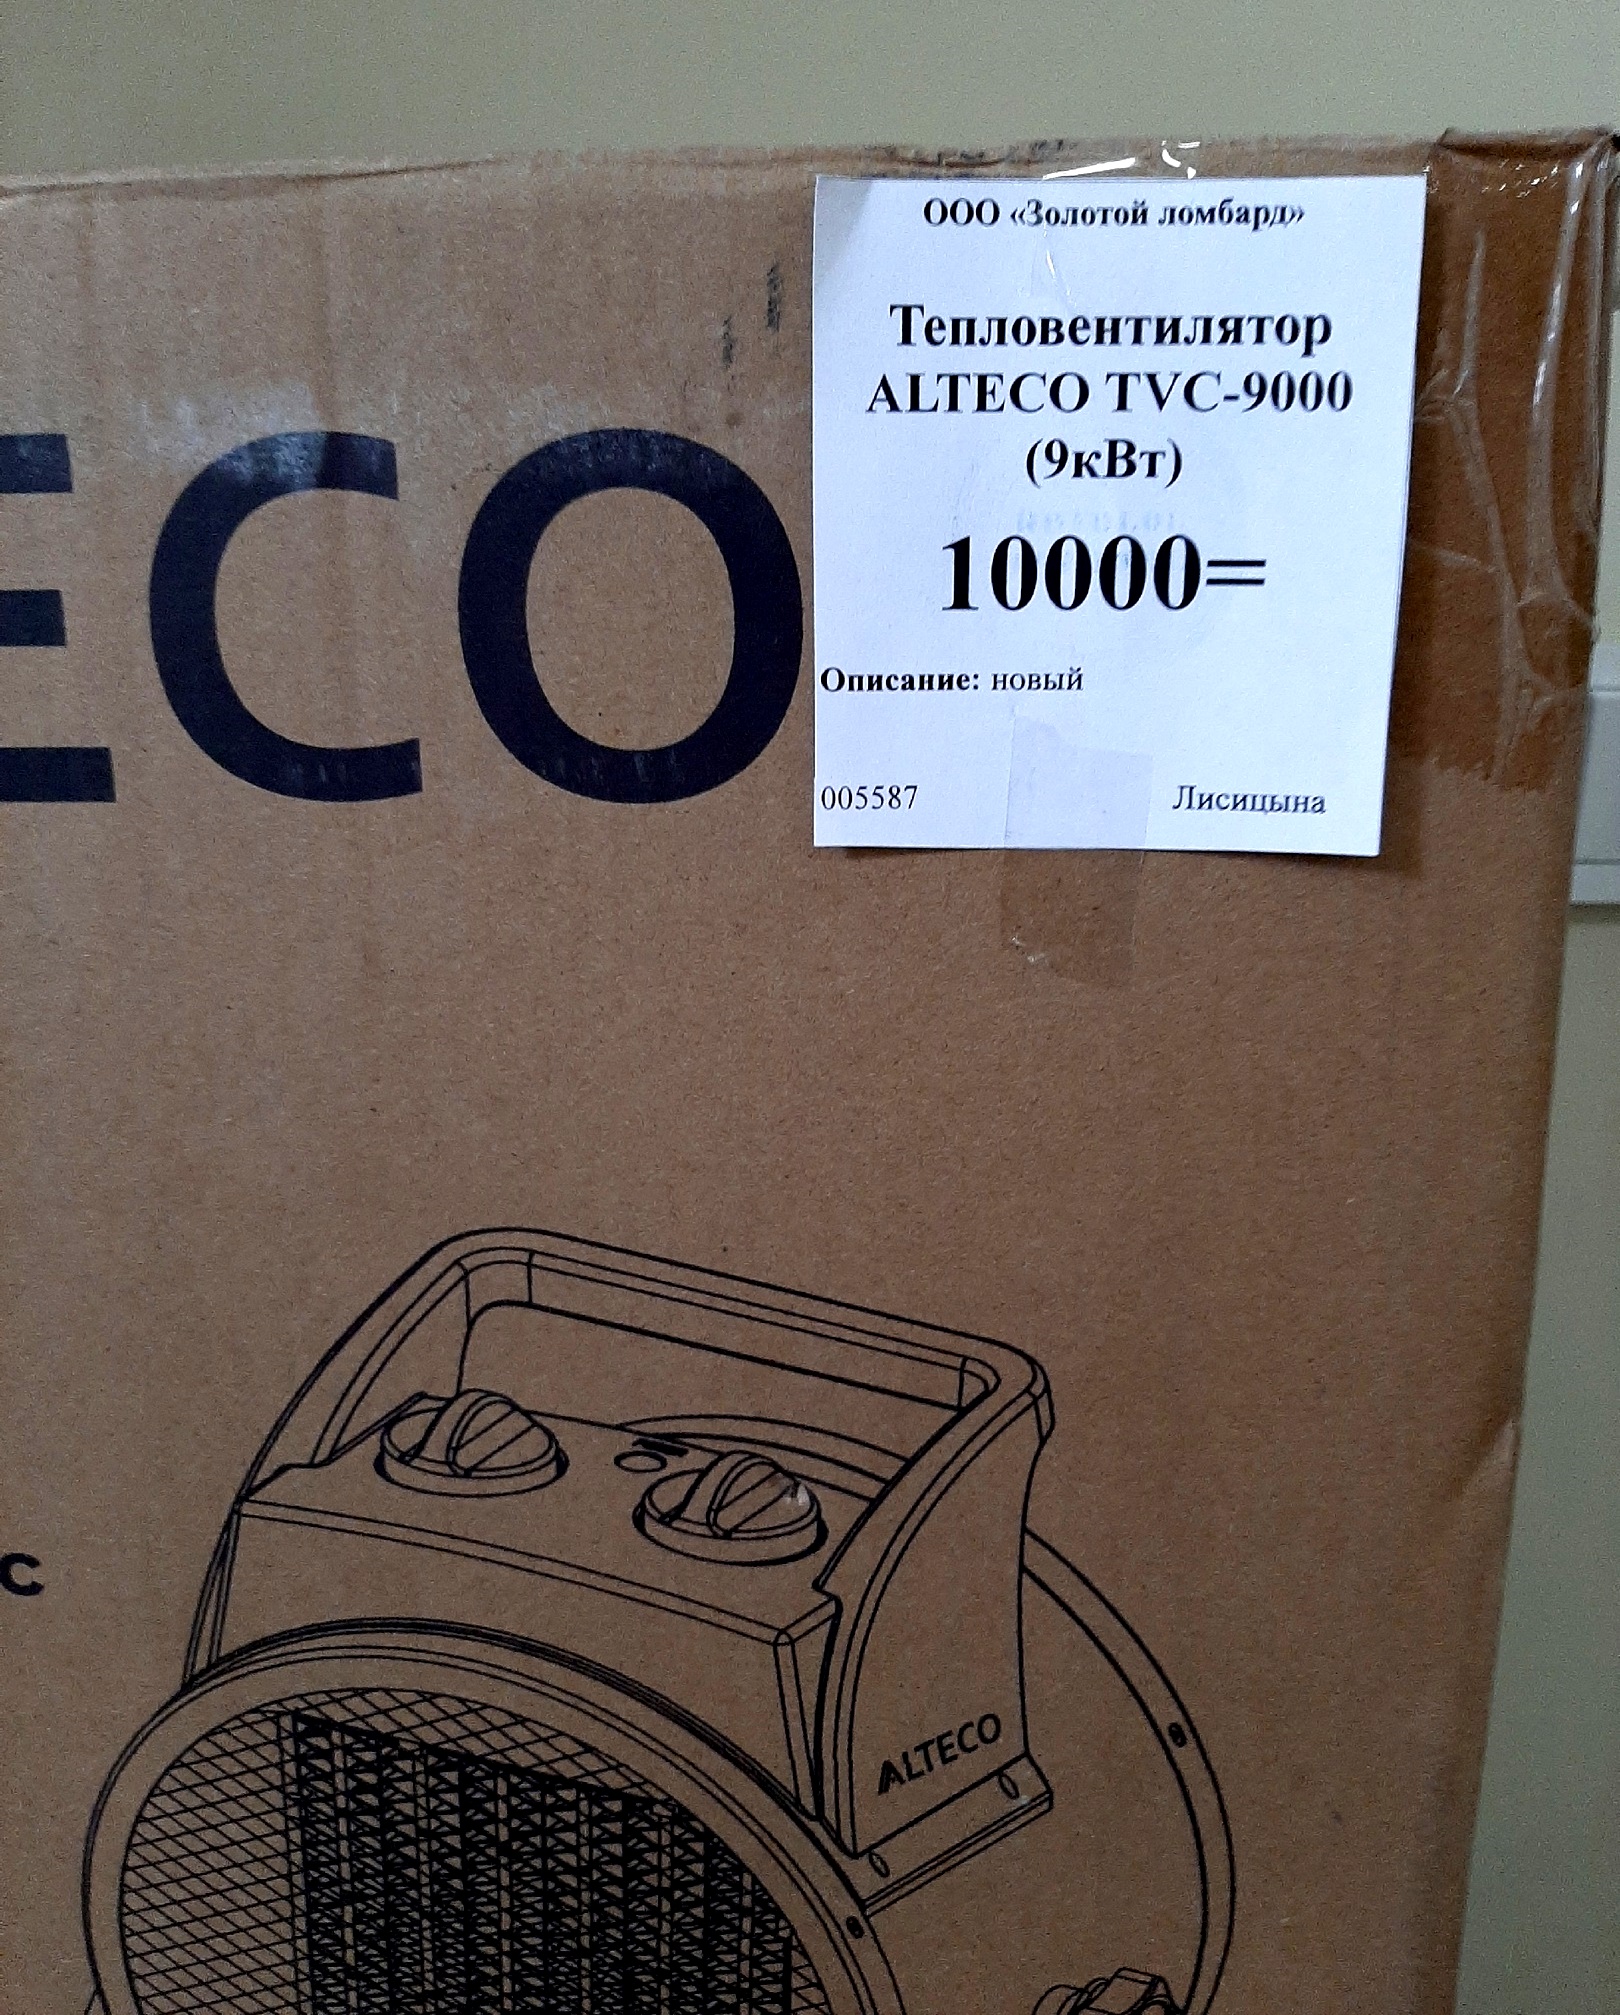 ООО «Золотой ломбард»
Тепловентилятор
ALTECO TVC-9000
(9кВт)
10000=
Описание: новый
005587 Лисицына
ECO
с
ALTECO